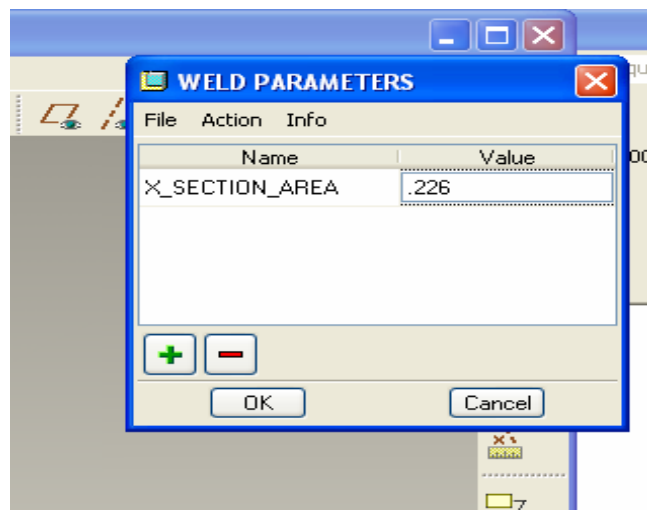 WELD PARAMETERS
File Action Info
Name Value
X_SECTION_AREA .226
OK Cancel